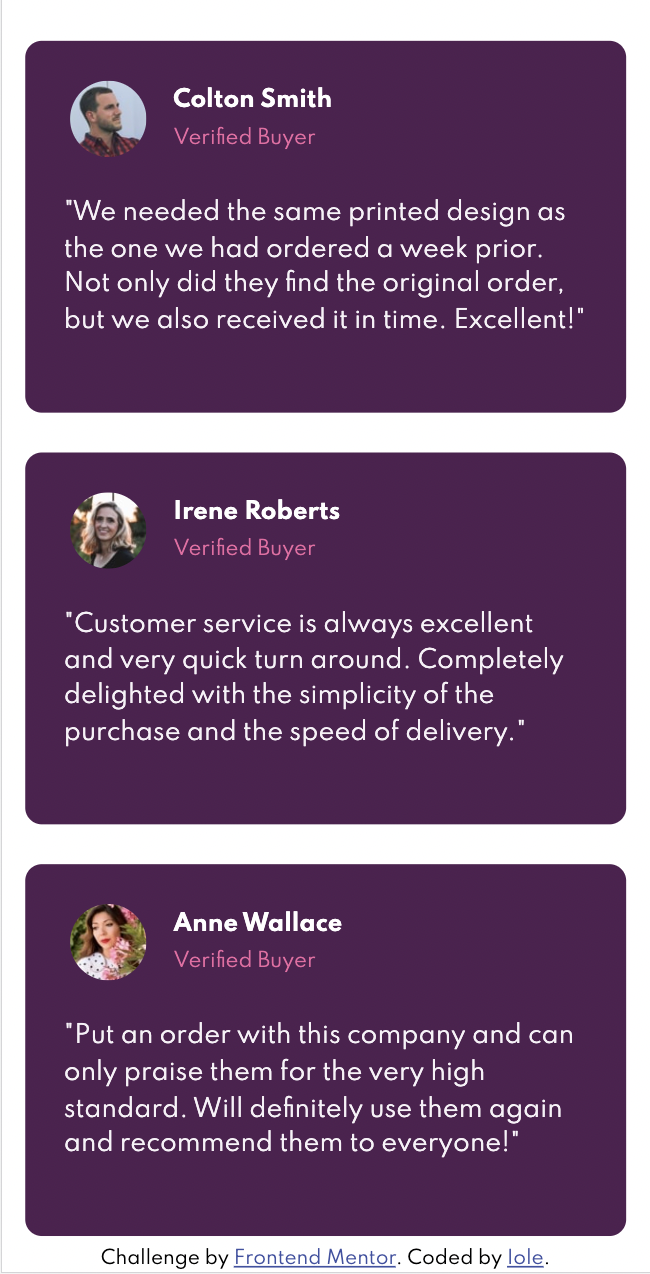 Colton Smith
Verified Buyer
"We needed the same printed design as
the one we had ordered a week prior.
Not only did they find the original order,
but we also received it in time. Excellent!"
Irene Roberts
Verified Buyer
"Customer service is always excellent
and very quick turn around. Completely
delighted with the simplicity of the
purchase and the speed of delivery."
Anne Wallace
Verified Buyer
"Put an order with this company and can
only praise them for the very high
standard. Will definitely use them again
and recommend them to everyone!"
Challenge by Frontend Mentor. Coded by Iole.